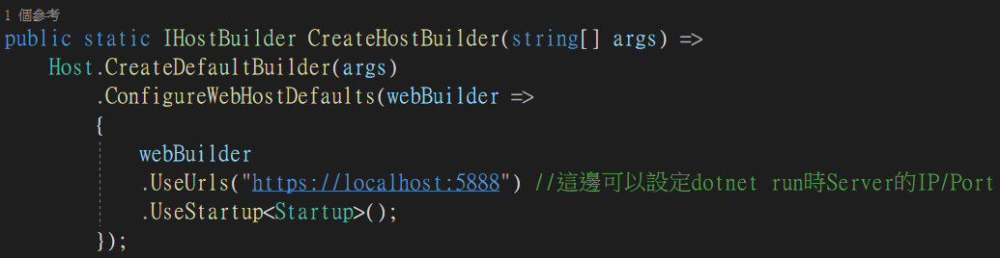 1 個參考
public static IHostBuilder CreateHostBuilder(string[] args) =>
Host.CreateDefaultBuilder(args)
.ConfigureWebHostDefaults(webBuilder =>
{
webBuilder
.UseUrls("https://localhost:5888") //這邊可以設定dotnet run時Server的IP/Port
.UseStartup<Startup>();
});